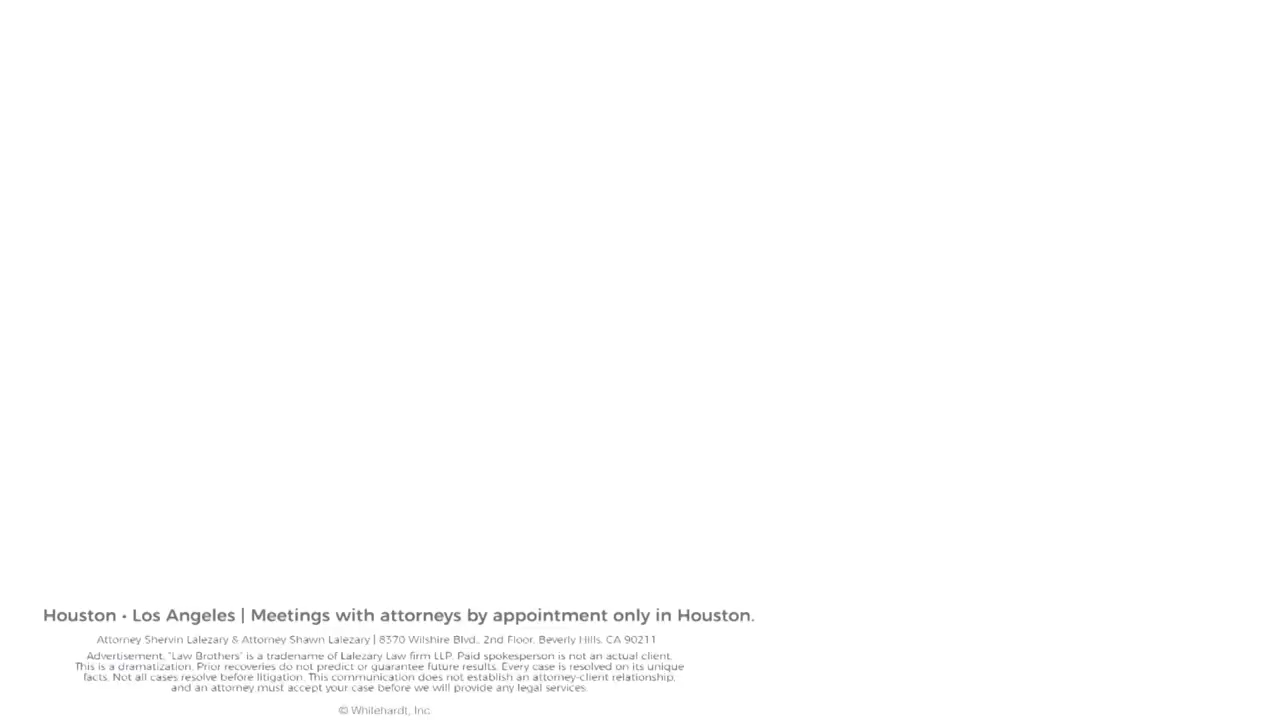 Houston • Los Angeles | Meetings with attorneys by appointment only in Houston.
Attorney Shervin Lalezary & Attorney Shawn Lalezary | 8370 Wilshire Blvd., 2nd Floor, Beverly Hills, CA 90211
Advertisement. "Law Brothers" is a tradename of Lalezary Law firm LLP. Paid spokesperson is not an actual client.
This is a dramatization. Prior recoveries do not predict or guarantee future results. Every case is resolved on its unique
facts. Not all cases resolve before litigation. This communication does not establish an attorney-client relationship,
and an attorney must accept your case before we will provide any legal services.
© Whitehardt, Inc.